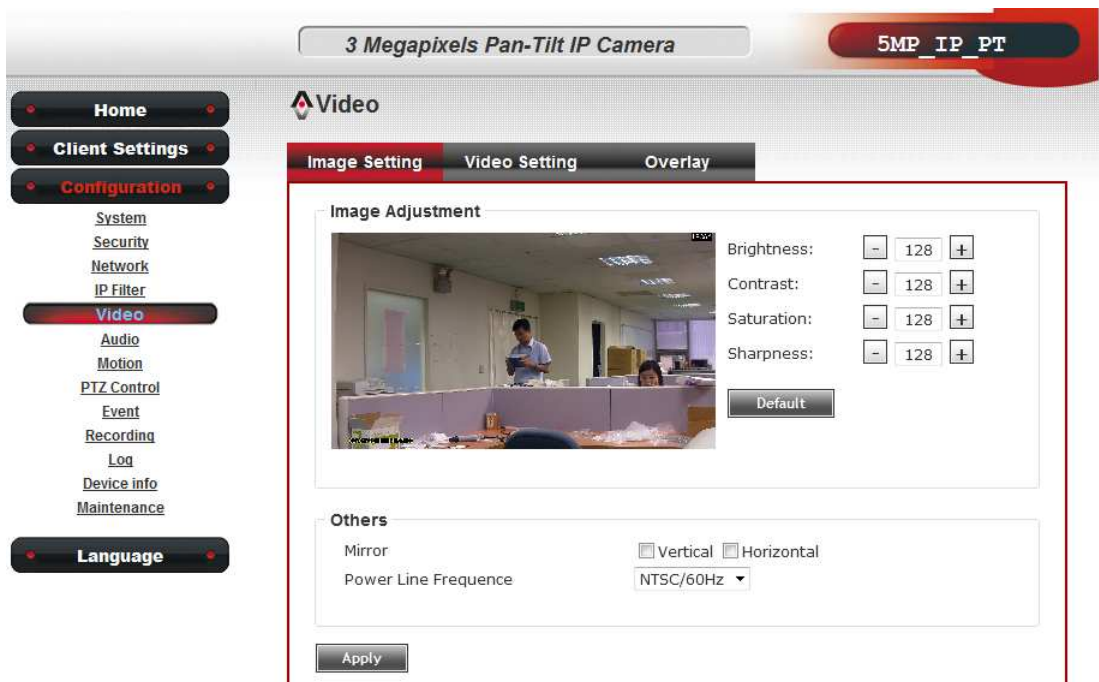 3 Megapixels Pan-Tilt IP Camera
5MP_IP_PT
Home
Client Settings
Configuration
System
Security
Network
IP Filter
Video
Audio
Motion
PTZ Control
Event
Recording
Log
Device info
Maintenance
Language
Video
Image Setting Video Setting Overlay
Image Adjustment
Brightness: - 128 +
Contrast: - 128 +
Saturation: - 128 +
Sharpness: - 128 +
Default
Others
Mirror Vertical Horizontal
Power Line Frequence NTSC/60Hz
Apply